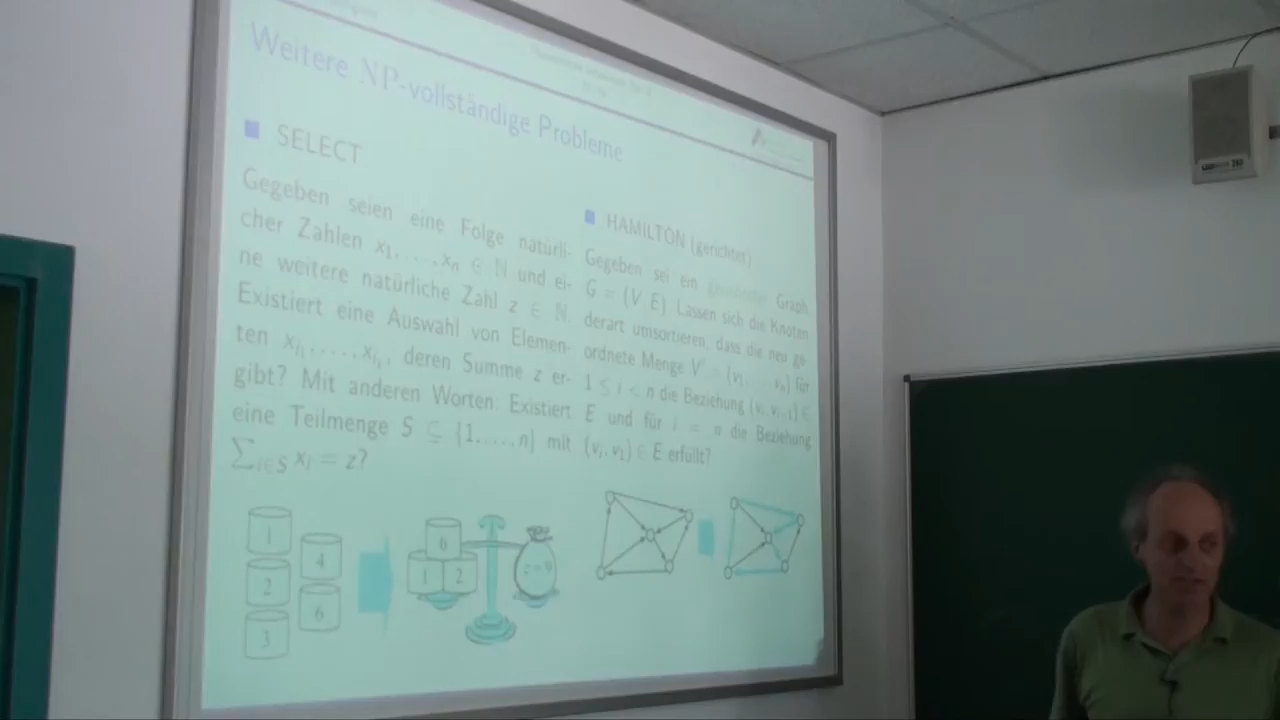 Weitere NP-vollständige Probleme
■ SELECT
Gegeben seien eine Folge natürli-
cher Zahlen x₁, . . . , xₙ ∈ ℕ und ei-
ne weitere natürliche Zahl z ∈ ℕ.
Existiert eine Auswahl von Elemen-
ten deren Summe z er-
gibt? Mit anderen Worten: Existiert
eine Teilmenge S ⊆ {1, . . . , n} mit
∑i∈S xi = z?
1
2
3
4
6
6
1 2
z = 9
■ HAMILTON (gerichtet)
Gegeben sei ein gerichteter Graph
G = (V, E). Lassen sich die Knoten
derart umsortieren, dass die neu ge-
ordnete Menge V' = (v₁, . . . , vₙ) für
1 ≤ i < n die Beziehung (vᵢ, vᵢ₊₁) ∈
E und für i = n die Beziehung
(vᵢ, v₁) ∈ E erfüllt?